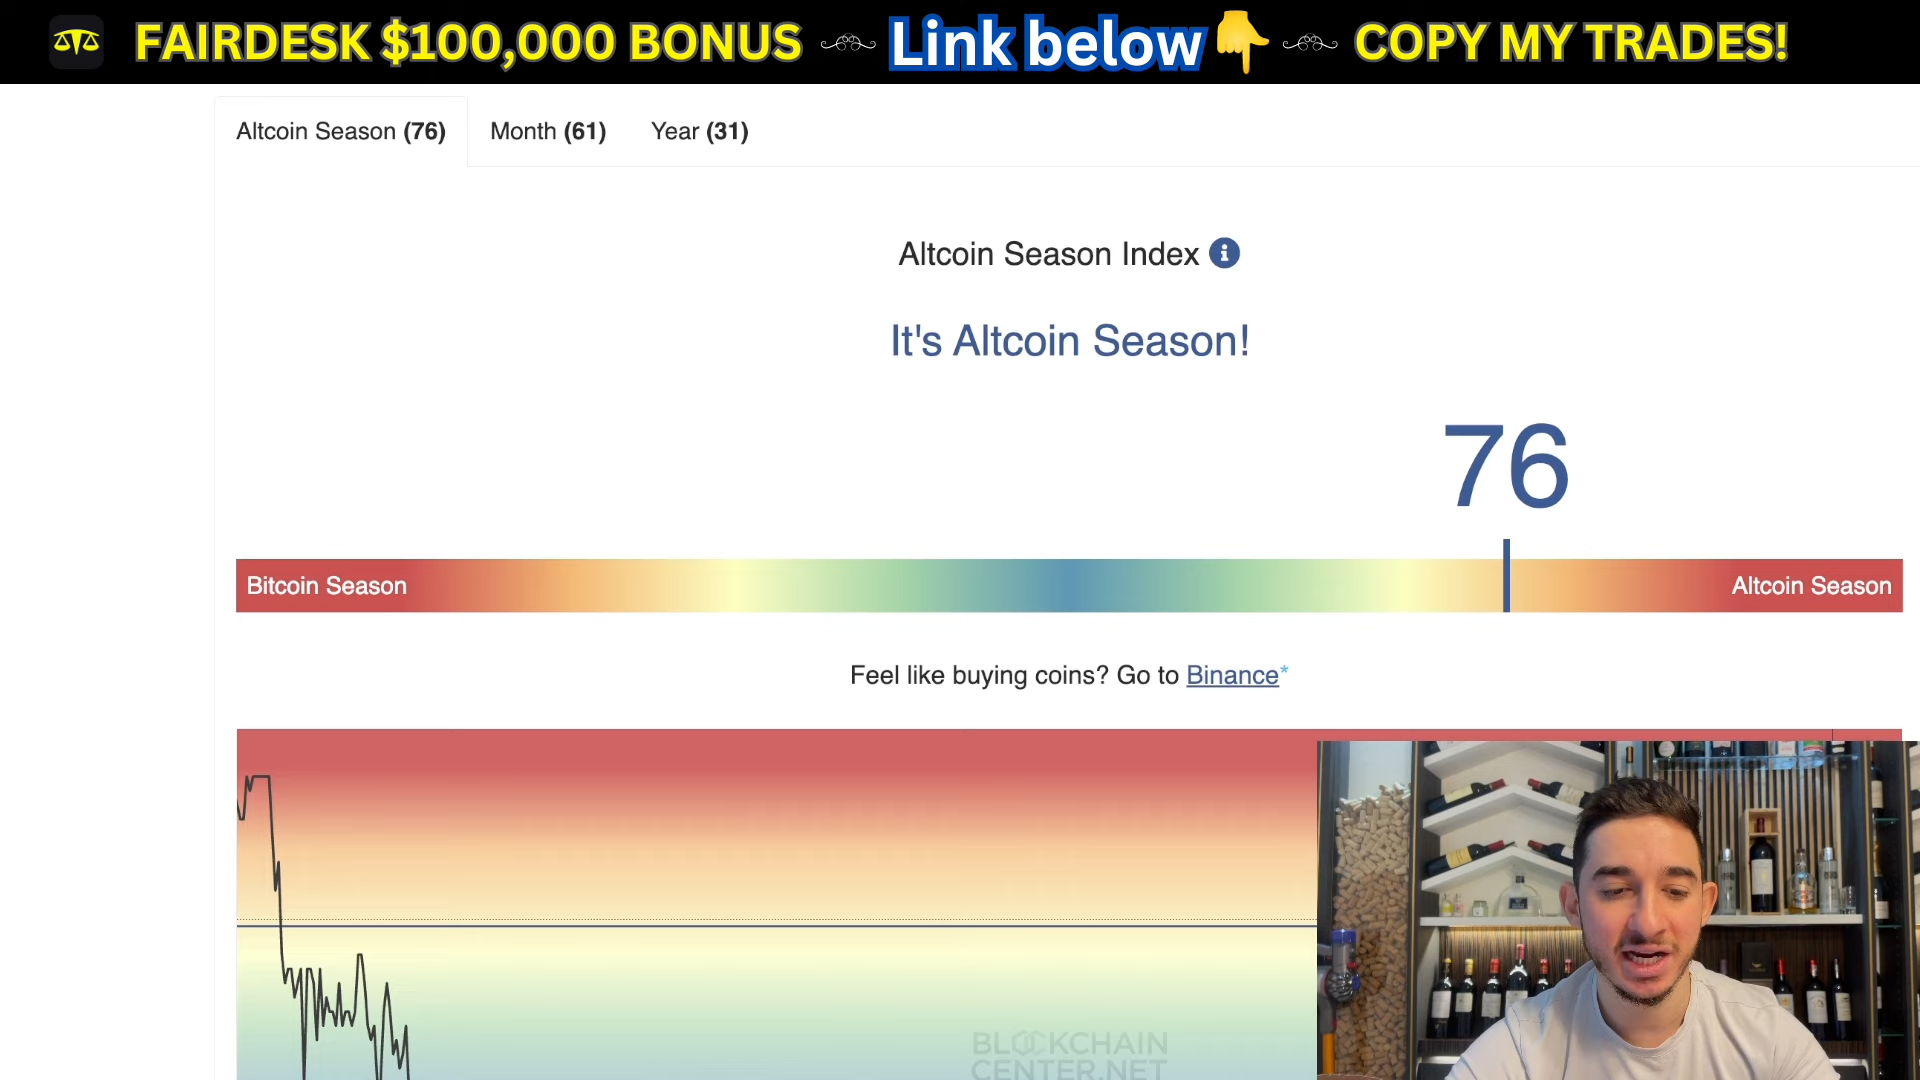 FAIRDESK $100,000 BONUS Link below COPY MY TRADES!
Altcoin Season (76) Month (61) Year (31)
Altcoin Season Index
It's Altcoin Season!
76
Bitcoin Season Altcoin Season
Feel like buying coins? Go to Binance*
BLOCKCHAIN
CENTER.NET